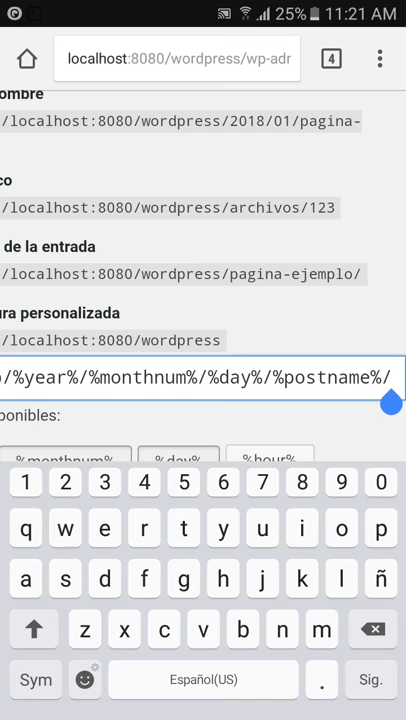 25% 11:21 AM
localhost:8080/wordpress/wp-adr 4
ombre
/localhost:8080/wordpress/2018/01/pagina-
co
/localhost:8080/wordpress/archivos/123
de la entrada
/localhost:8080/wordpress/pagina-ejemplo/
ura personalizada
/localhost:8080/wordpress
/%year%/%monthnum%/%day%/%postname%/
ponibles:
%monthnum% %day% %hour%
1 2 3 4 5 6 7 8 9 0
q w e r t y u i o p
a s d f g h j k l ñ
z x c v b n m
Sym Español(US) . Sig.